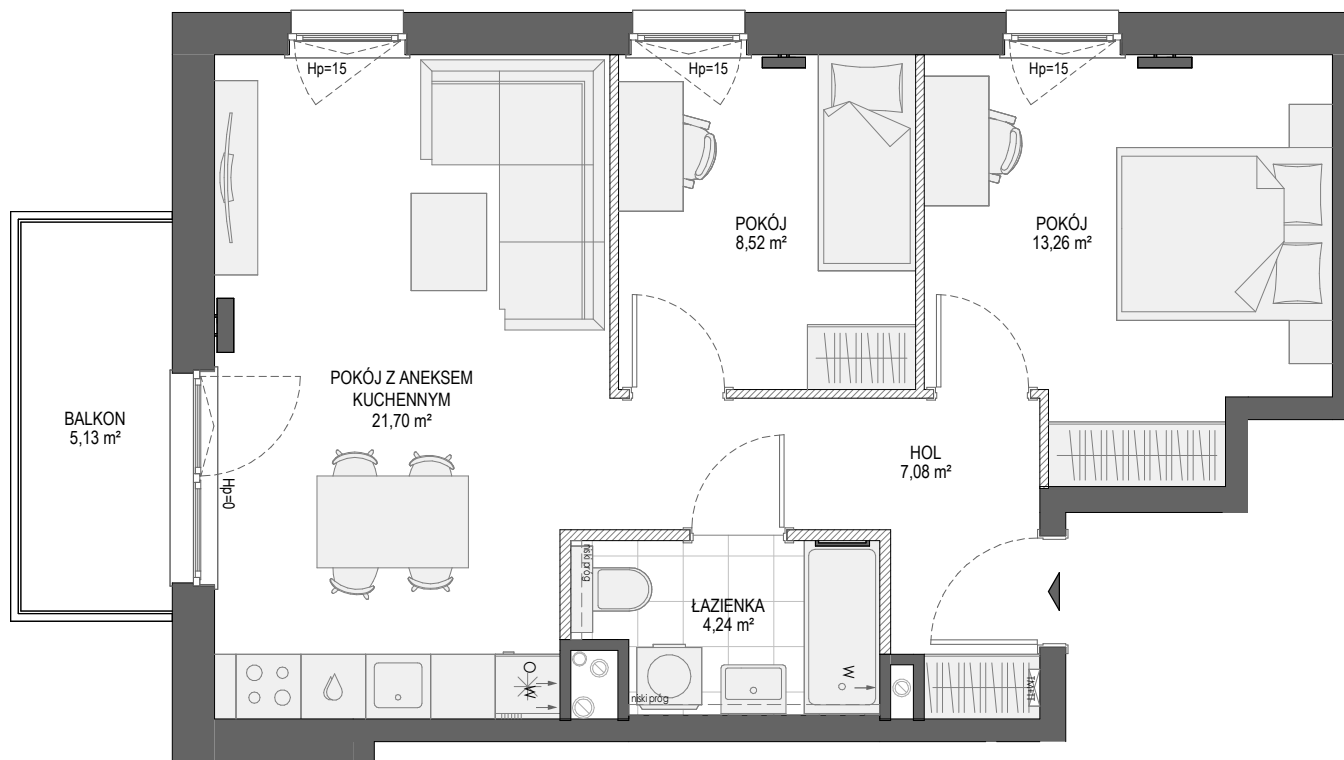 Hp=15
Hp=15
Hp=15
POKÓJ
8,52 m²
POKÓJ
13,26 m²
POKÓJ Z ANEKSEM
KUCHENNYM
21,70 m²
BALKON
5,13 m²
Hp=0
HOL
7,08 m²
niski próg
ŁAZIENKA
4,24 m²
O
W
W
niski próg